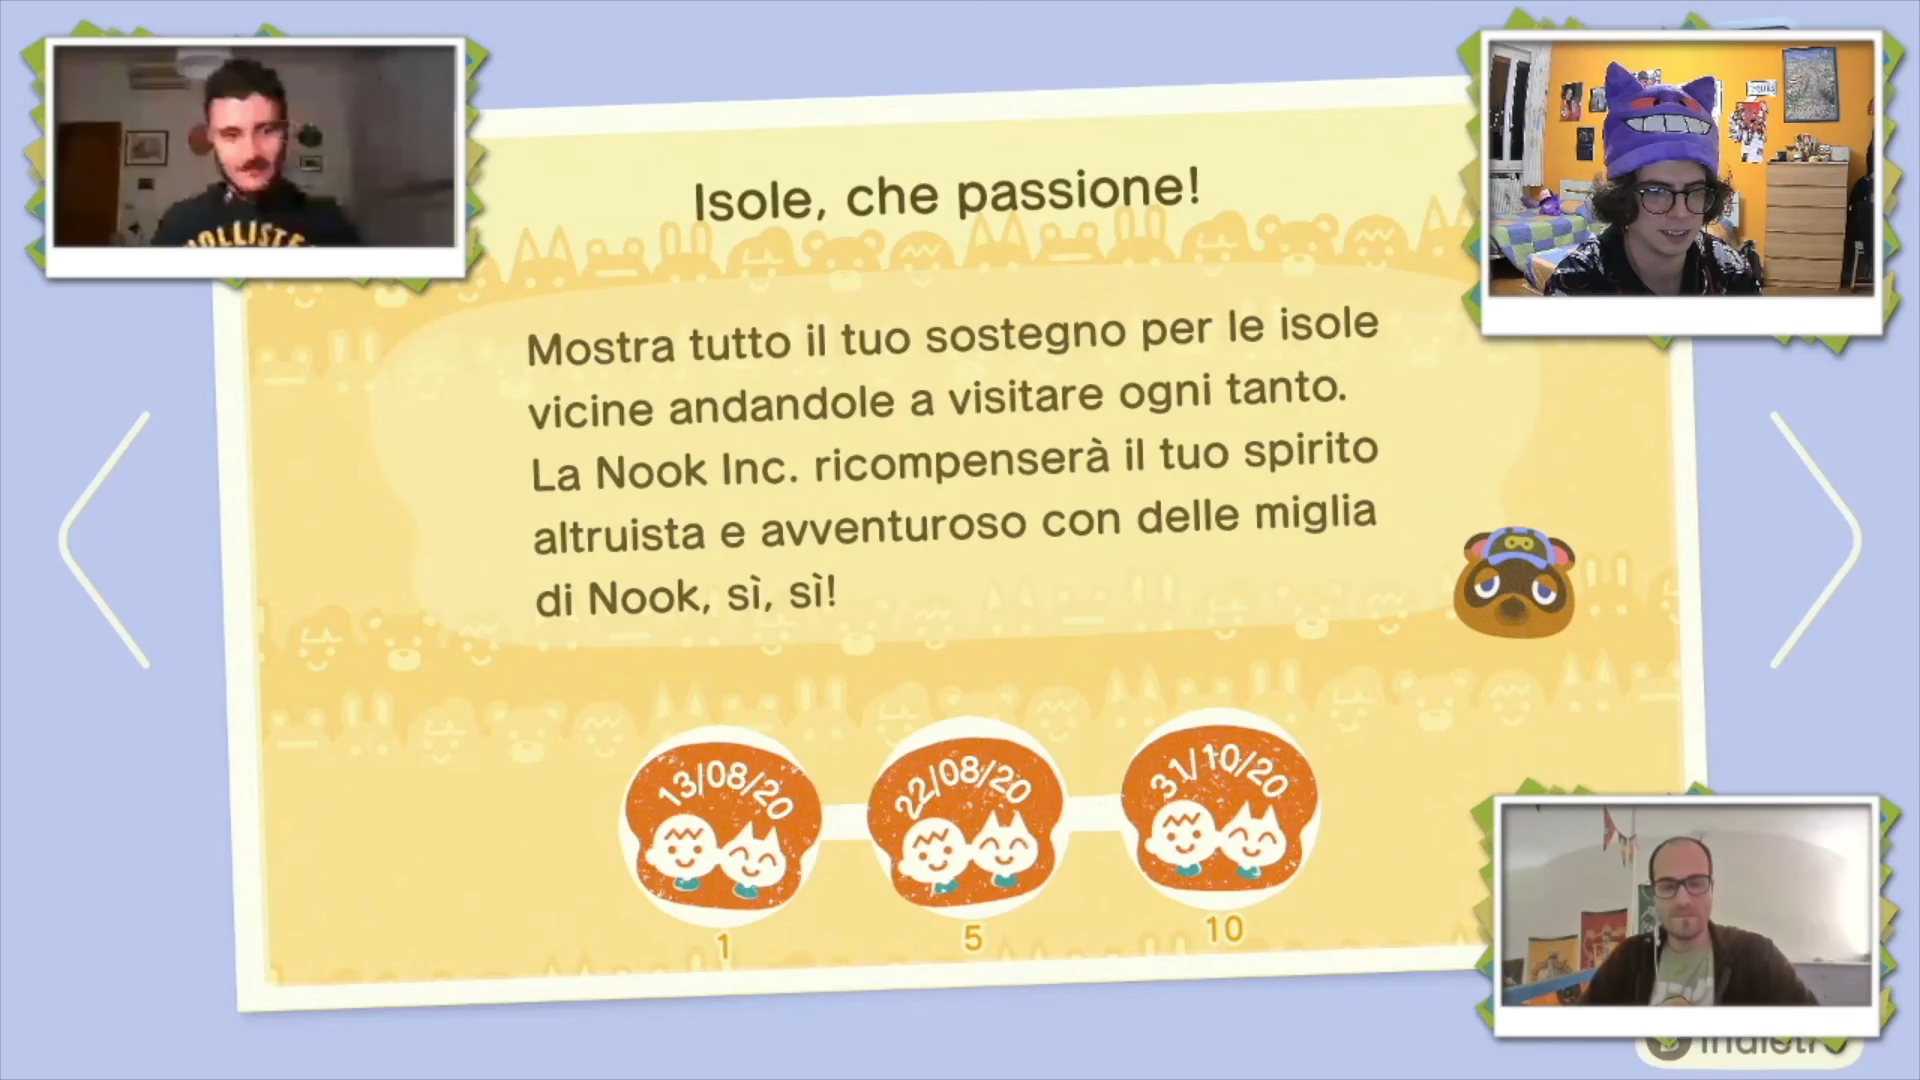 Isole, che passione!
Mostra tutto il tuo sostegno per le isole
vicine andandole a visitare ogni tanto.
La Nook Inc. ricompenserà il tuo spirito
altruista e avventuroso con delle miglia
di Nook, sì, sì!
13/08/20
22/08/20
31/10/20
1
5
10
Indietro